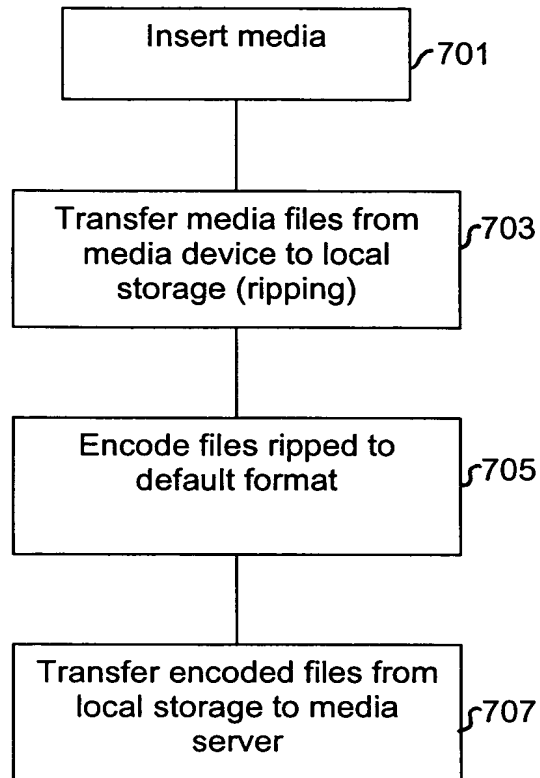 Insert media
701
Transfer media files from
media device to local
storage (ripping)
703
Encode files ripped to
default format
705
Transfer encoded files from
local storage to media
server
707